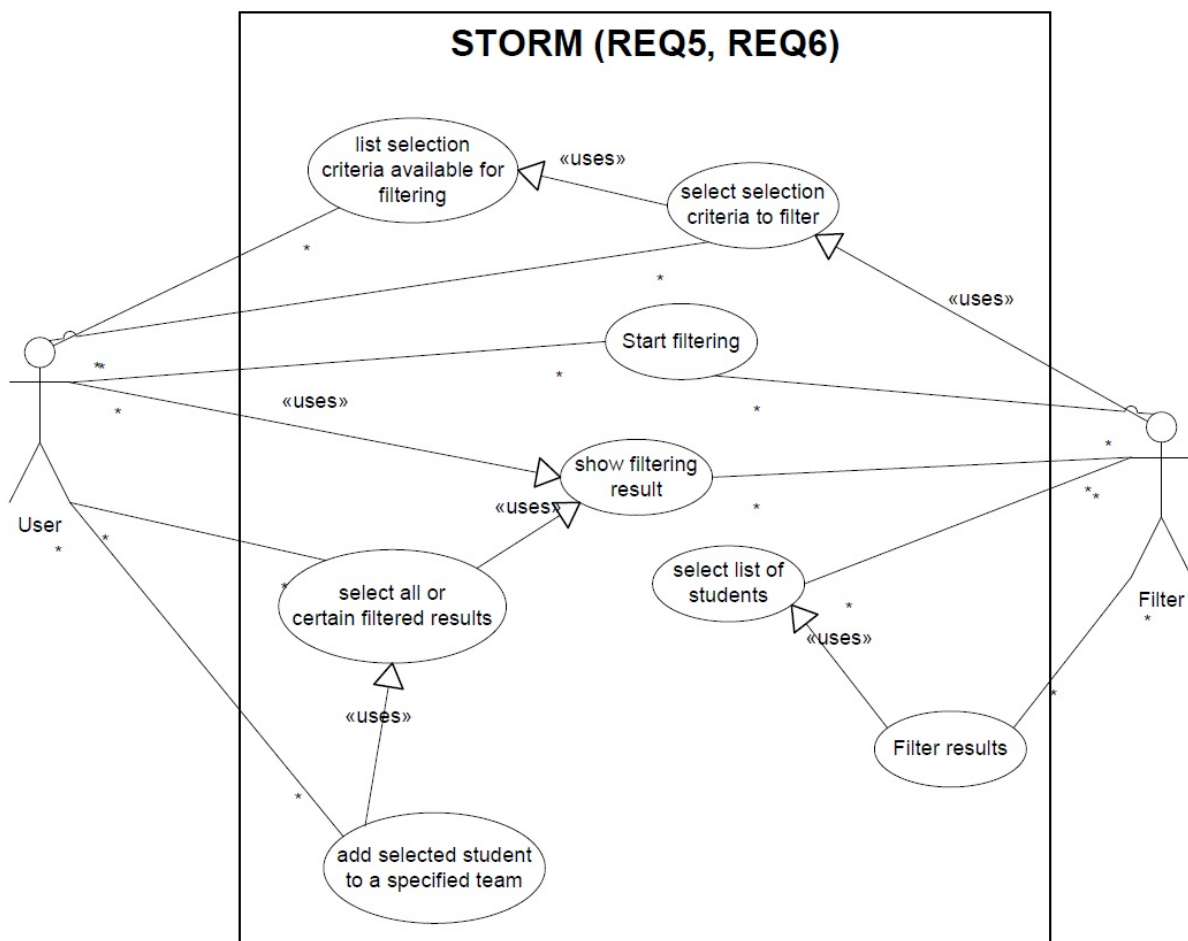 STORM (REQ5, REQ6)
list selection
criteria available for
filtering
«uses»
select selection
criteria to filter
*
*
«uses»
Start filtering
**
*
*
*
«uses»
*
show filtering
result
«uses»
*
**
User
*
*
*
select all or
certain filtered results
select list of
students
*
Filter
*
«uses»
«uses»
*
Filter results
*
add selected student
to a specified team